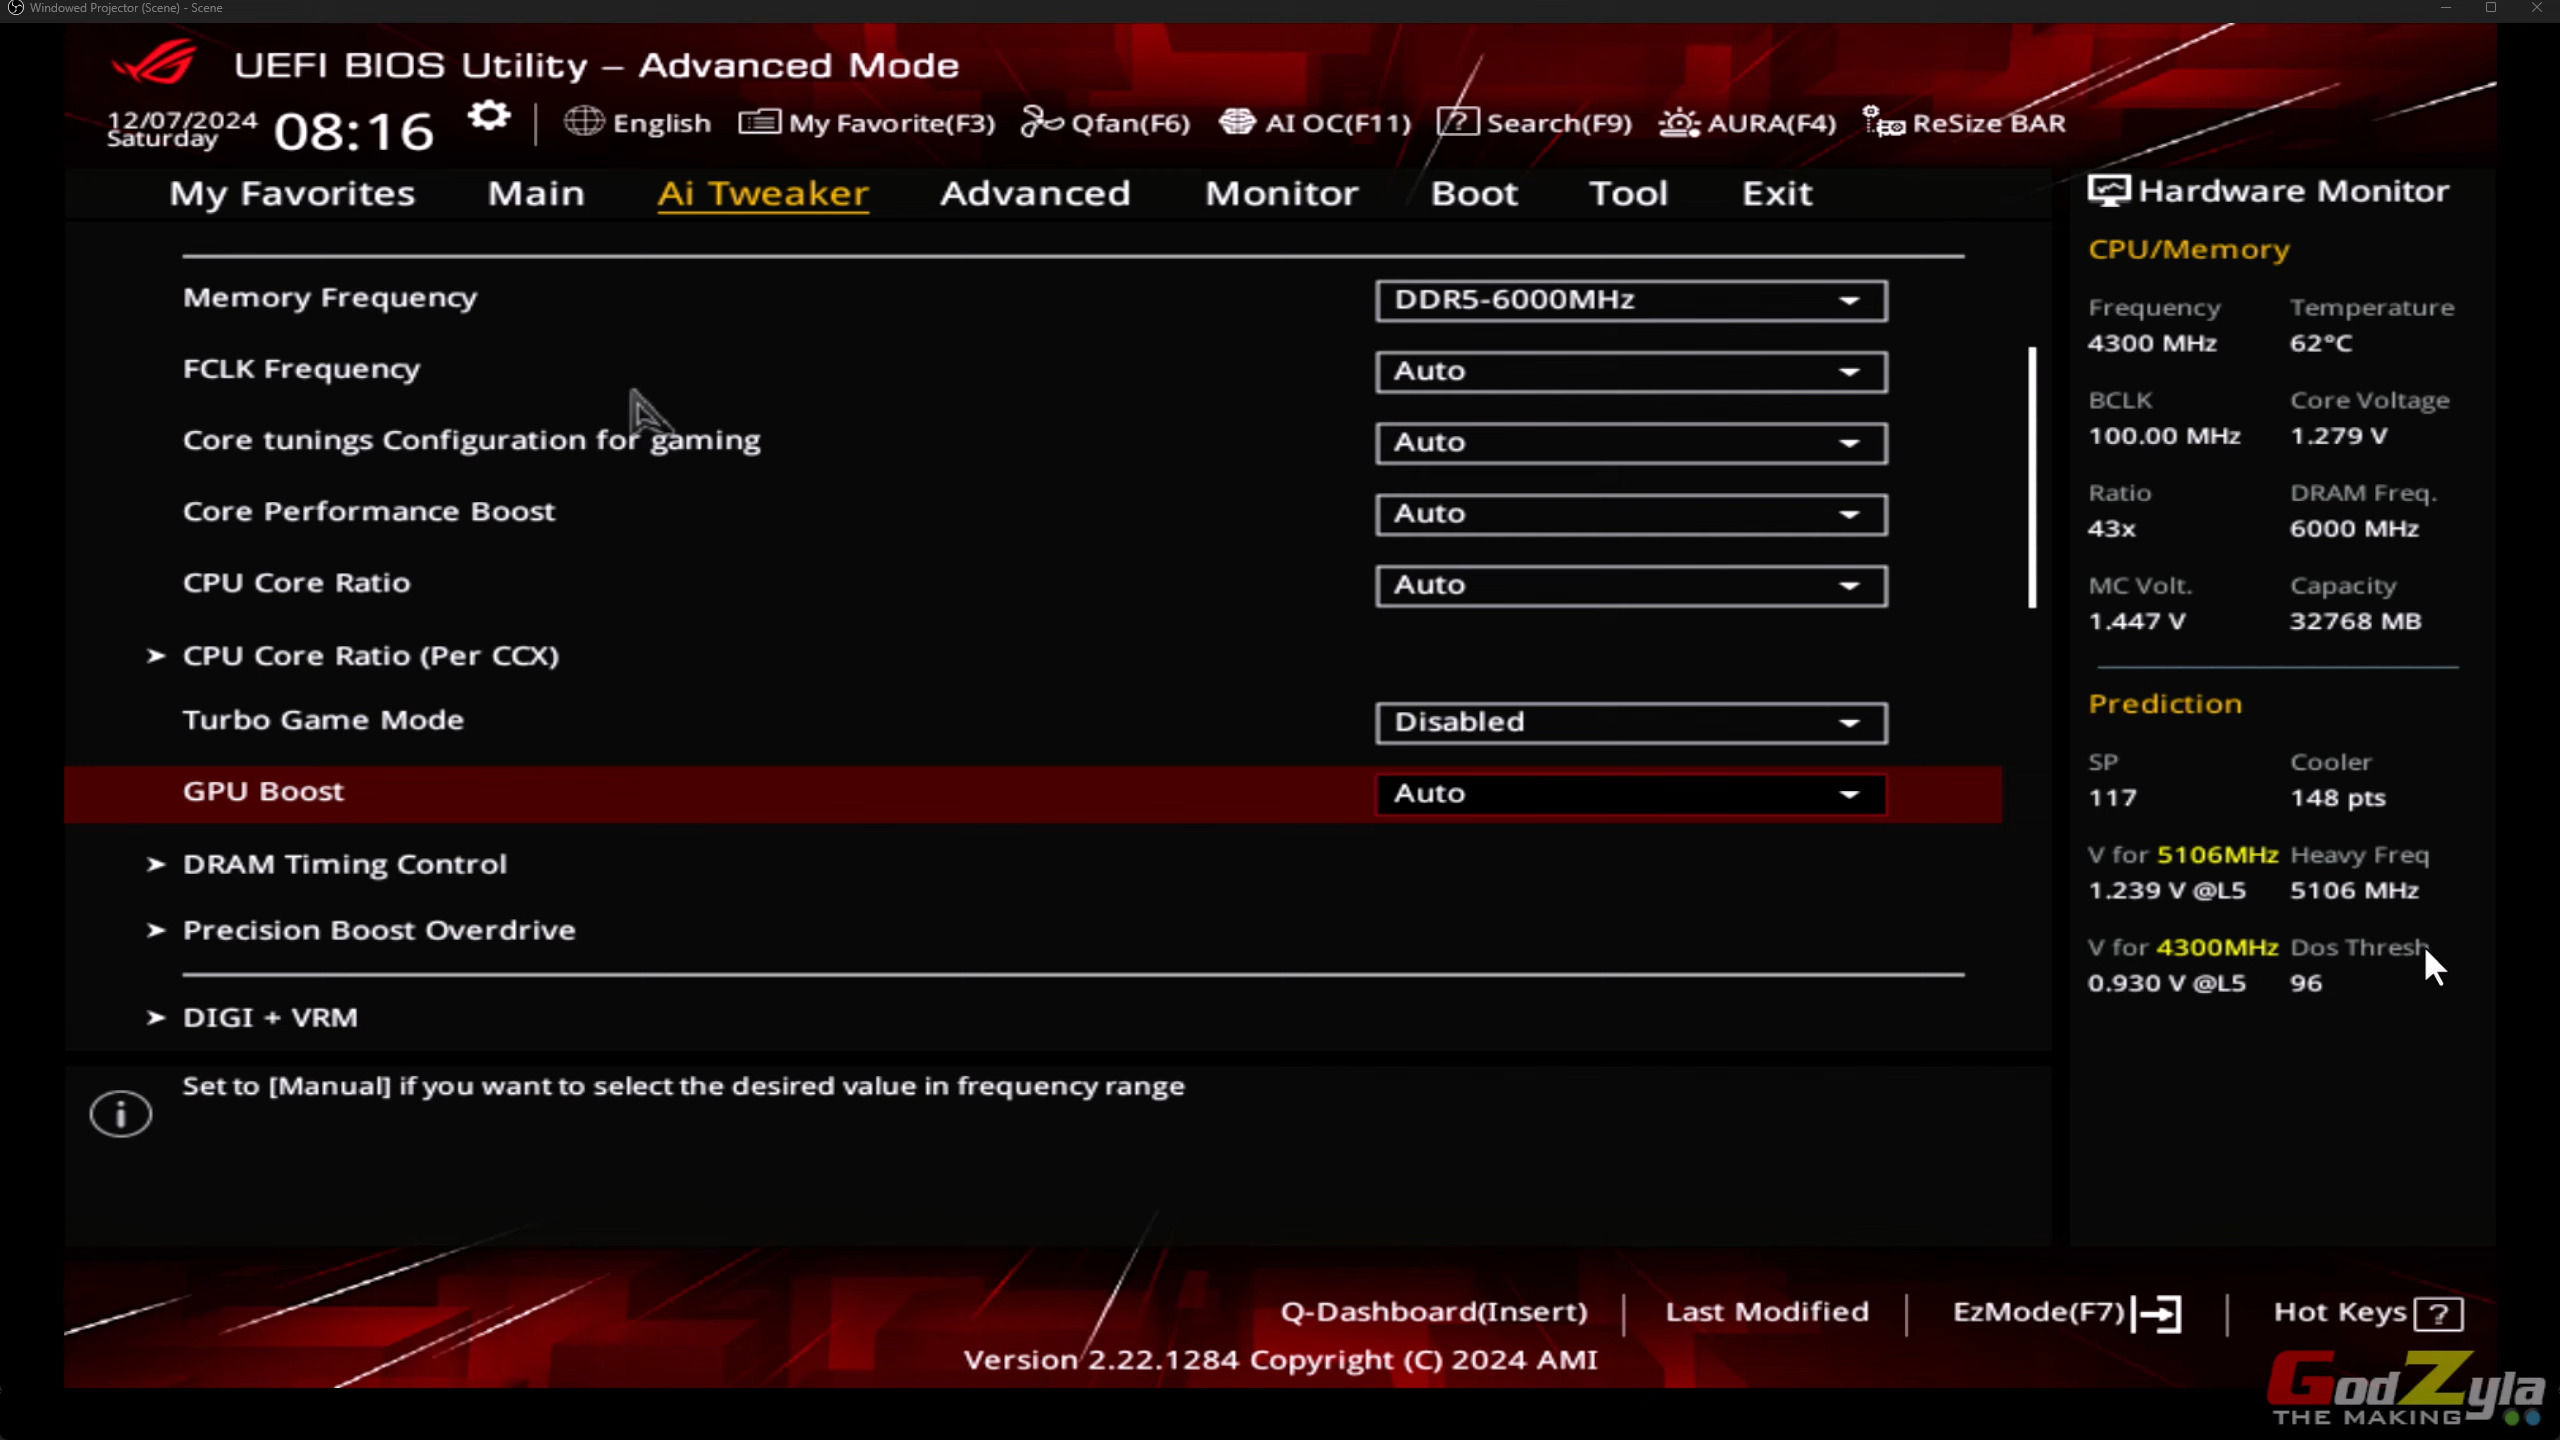 Windowed Projector (Scene) - Scene
UEFI BIOS Utility – Advanced Mode
12/07/2024
Saturday
08:16
English
My Favorite(F3)
Qfan(F6)
AI OC(F11)
Search(F9)
AURA(F4)
ReSize BAR
My Favorites
Main
Ai Tweaker
Advanced
Monitor
Boot
Tool
Exit
Memory Frequency
DDR5-6000MHz
FCLK Frequency
Auto
Core tunings Configuration for gaming
Auto
Core Performance Boost
Auto
CPU Core Ratio
Auto
CPU Core Ratio (Per CCX)
Turbo Game Mode
Disabled
GPU Boost
Auto
DRAM Timing Control
Precision Boost Overdrive
DIGI + VRM
Set to [Manual] if you want to select the desired value in frequency range
Hardware Monitor
CPU/Memory
Frequency Temperature
4300 MHz 62°C
BCLK Core Voltage
100.00 MHz 1.279 V
Ratio DRAM Freq.
43x 6000 MHz
MC Volt. Capacity
1.447 V 32768 MB
Prediction
SP Cooler
117 148 pts
V for 5106MHz Heavy Freq
1.239 V @L5 5106 MHz
V for 4300MHz Dos Thresh
0.930 V @L5 96
Q-Dashboard(Insert)
Last Modified
EzMode(F7)
Hot Keys ?
Version 2.22.1284 Copyright (C) 2024 AMI
GodZyla
THE MAKING